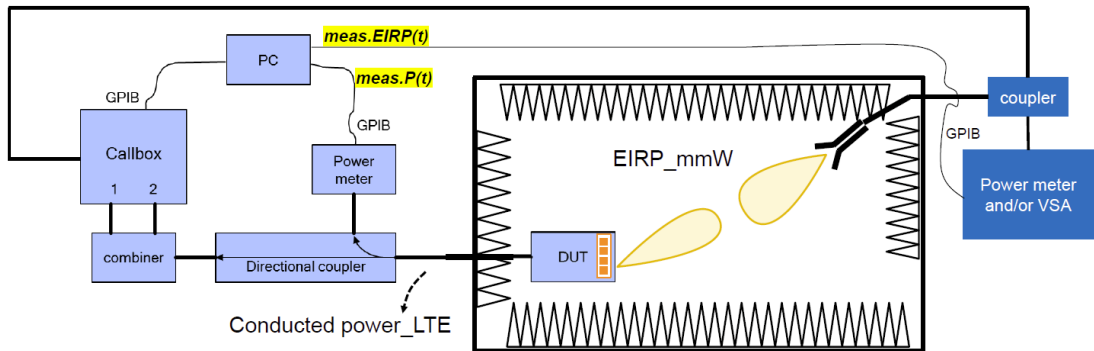 meas.EIRP(t)
PC
meas.P(t)
GPIB
GPIB
coupler
GPIB
Callbox
1 2
Power
meter
EIRP_mmW
Power meter
and/or VSA
combiner
Directional coupler
DUT
Conducted power_LTE